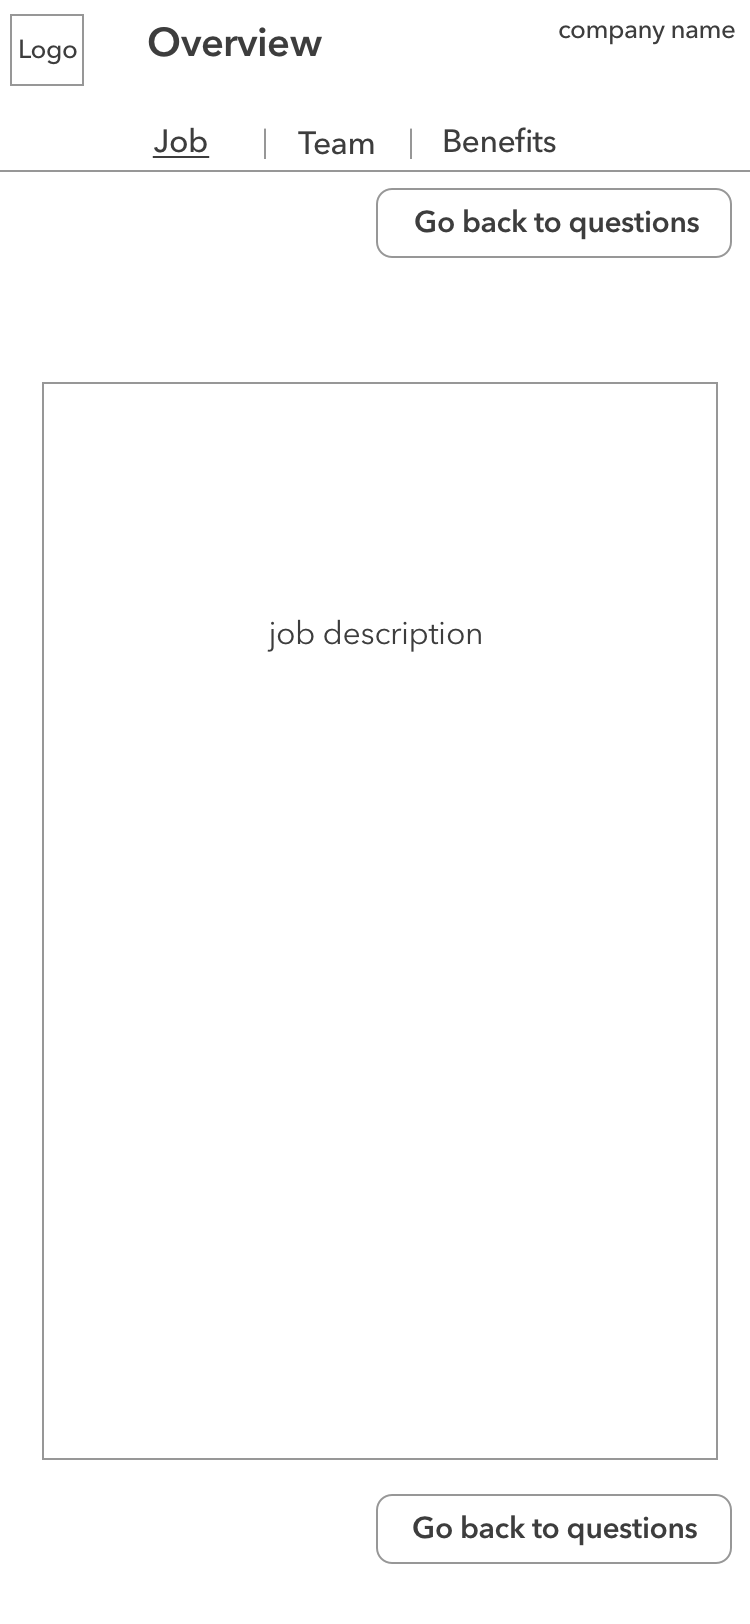 Logo
Overview
company name
Job
Team
Benefits
Go back to questions
job description
Go back to questions